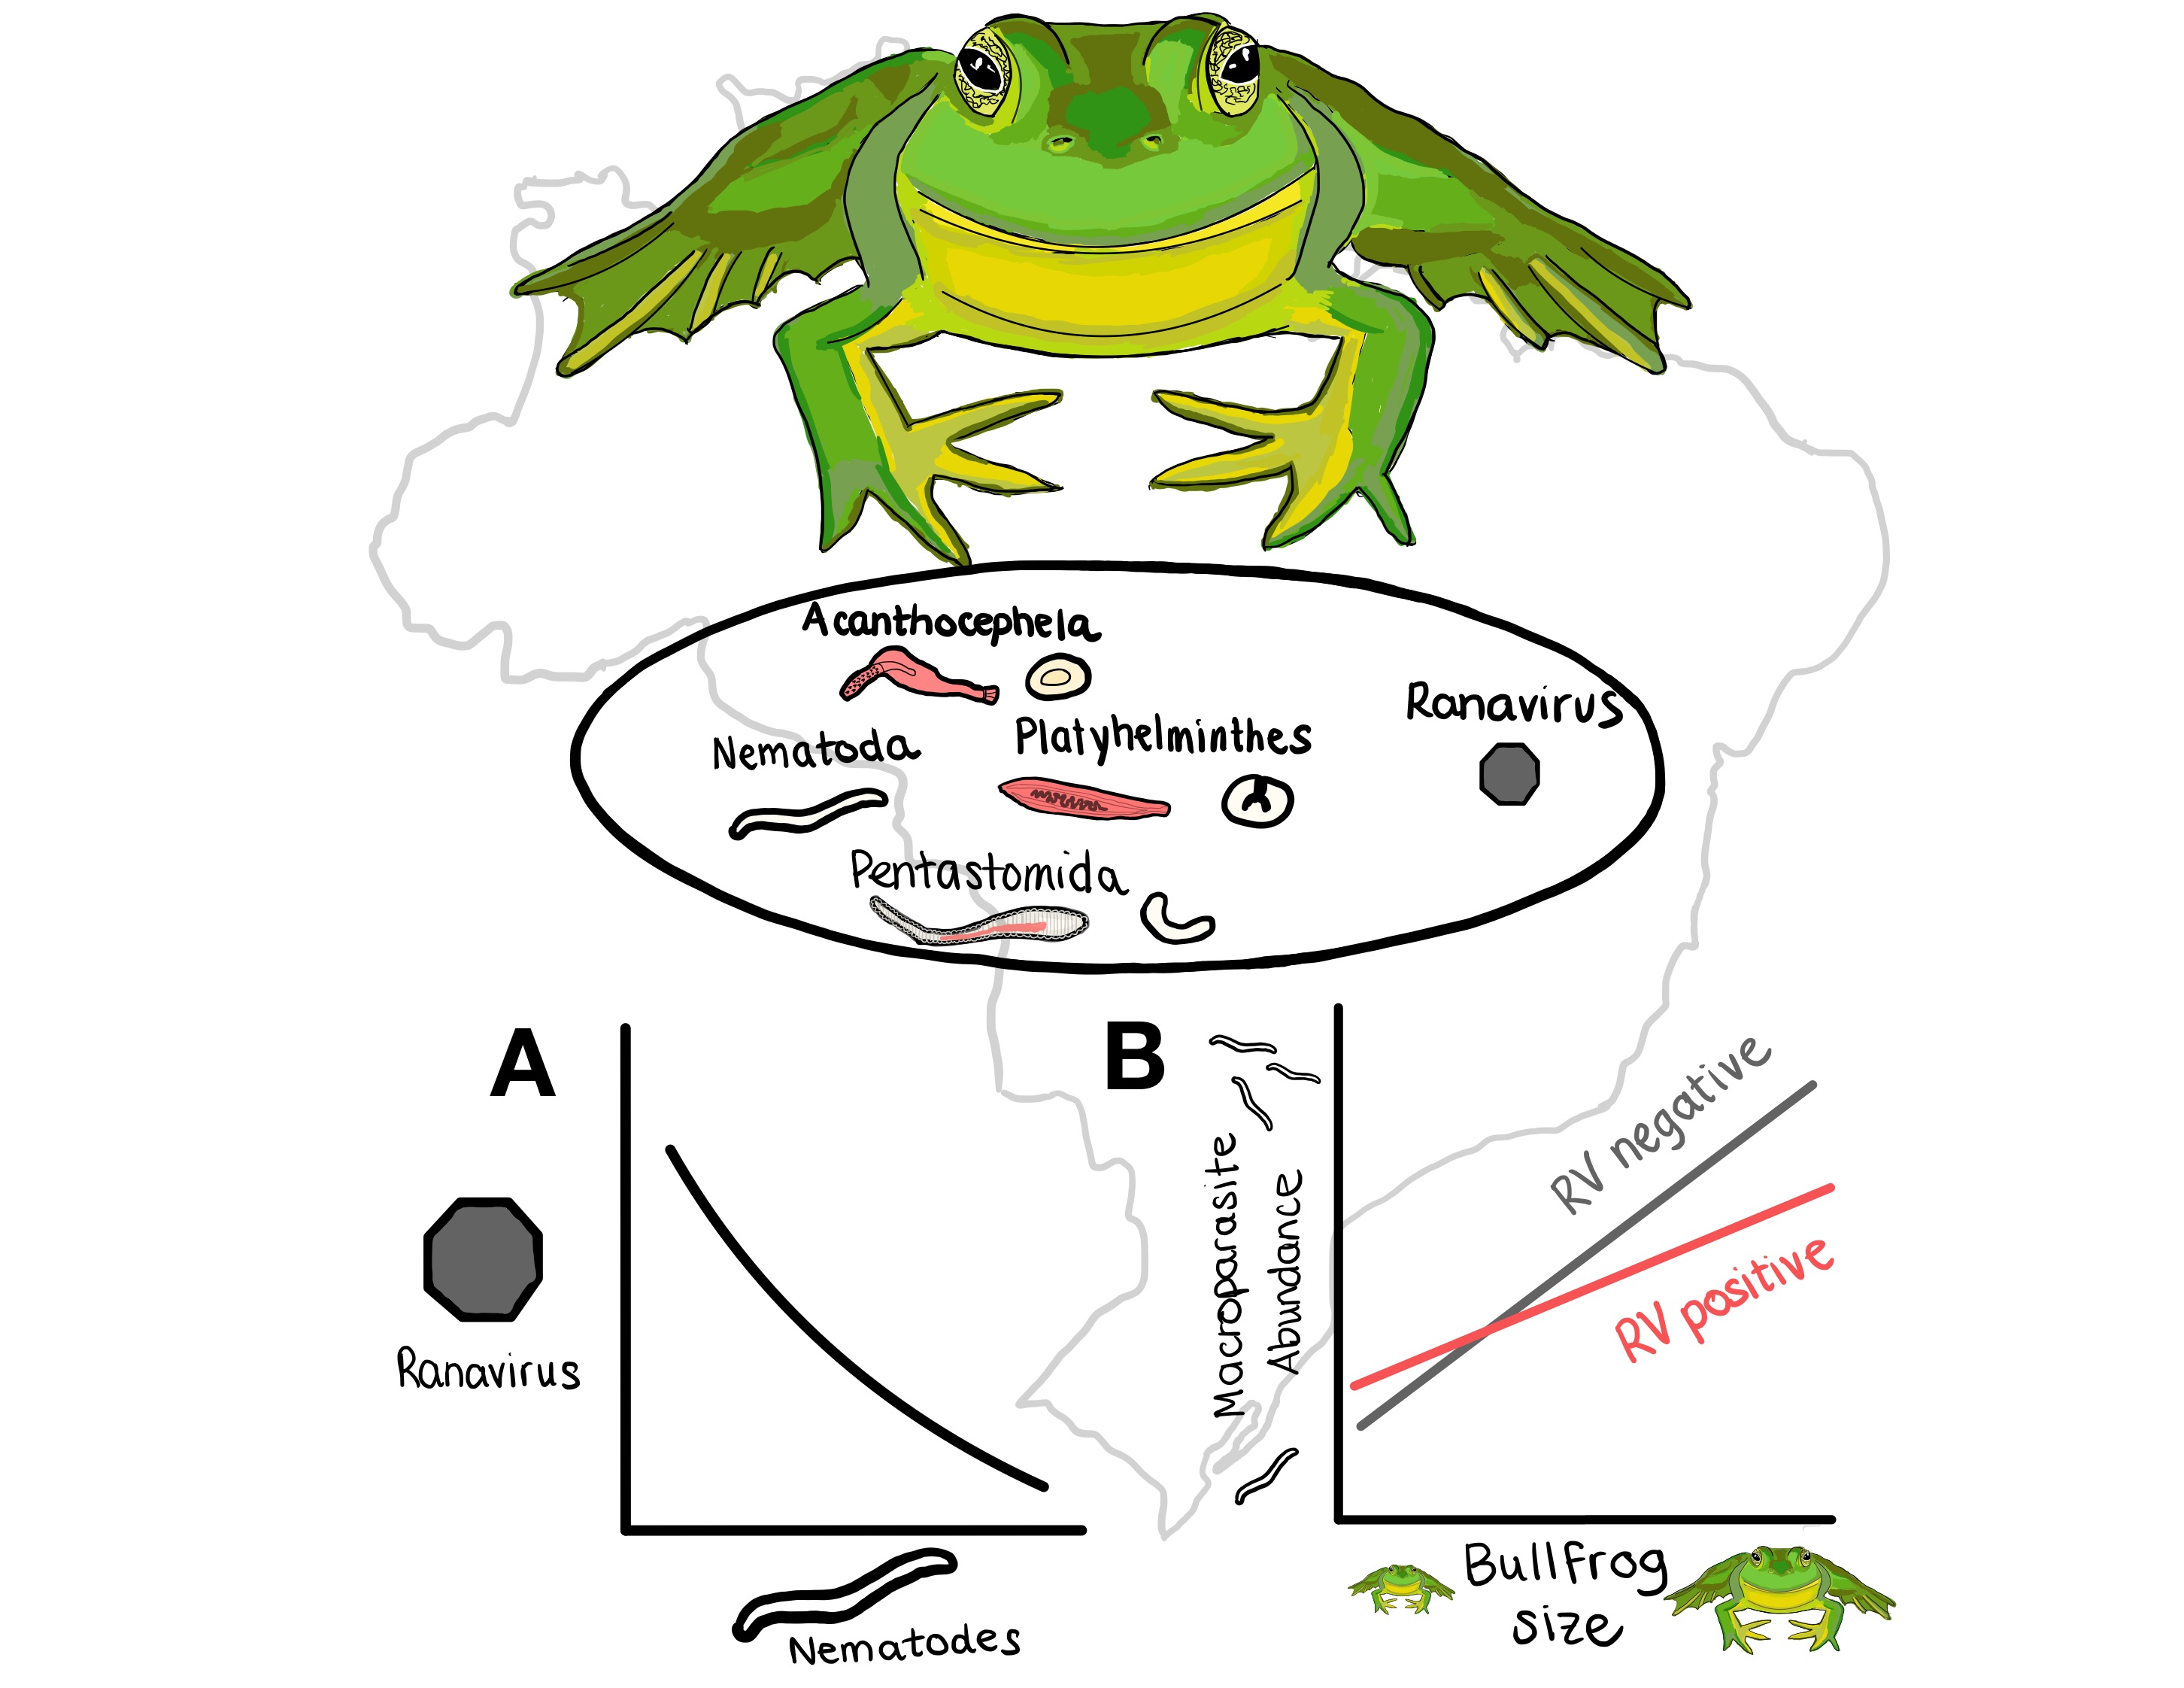 Acanthocephela
Ranavirus
Nematoda
Platyhelminthes
Pentastomida
A
Ranavirus
Nematodes
B
Macroparasite
Abundance
RV negative
RV positive
Bullfrog
size